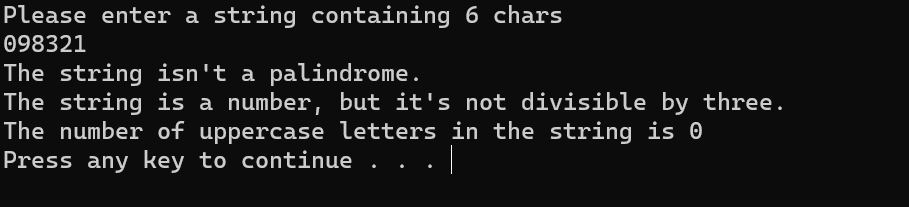 Please enter a string containing 6 chars
098321
The string isn't a palindrome.
The string is a number, but it's not divisible by three.
The number of uppercase letters in the string is 0
Press any key to continue . . .